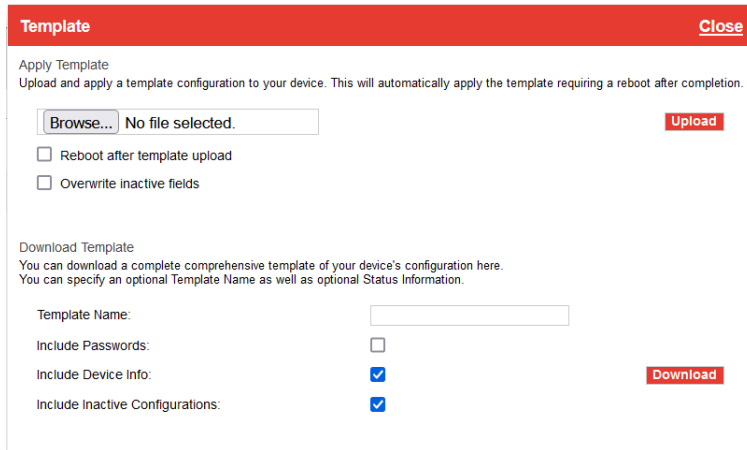 Template Close
Apply Template
Upload and apply a template configuration to your device. This will automatically apply the template requiring a reboot after completion.
Browse... No file selected. Upload
Reboot after template upload
Overwrite inactive fields
Download Template
You can download a complete comprehensive template of your device's configuration here.
You can specify an optional Template Name as well as optional Status Information.
Template Name:
Include Passwords:
Include Device Info: Download
Include Inactive Configurations: